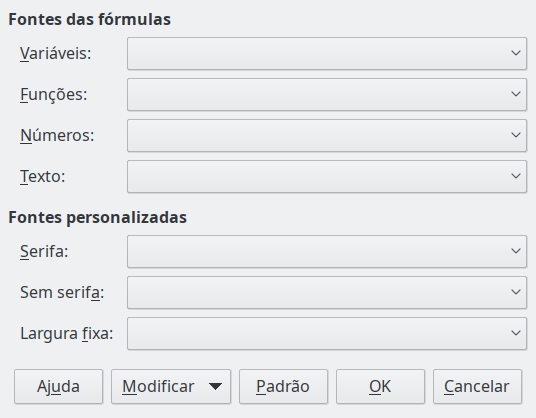 Fontes das fórmulas
Variáveis:
Funções:
Números:
Texto:
Fontes personalizadas
Serifa:
Sem serifa:
Largura fixa:
Ajuda Modificar Padrão OK Cancelar